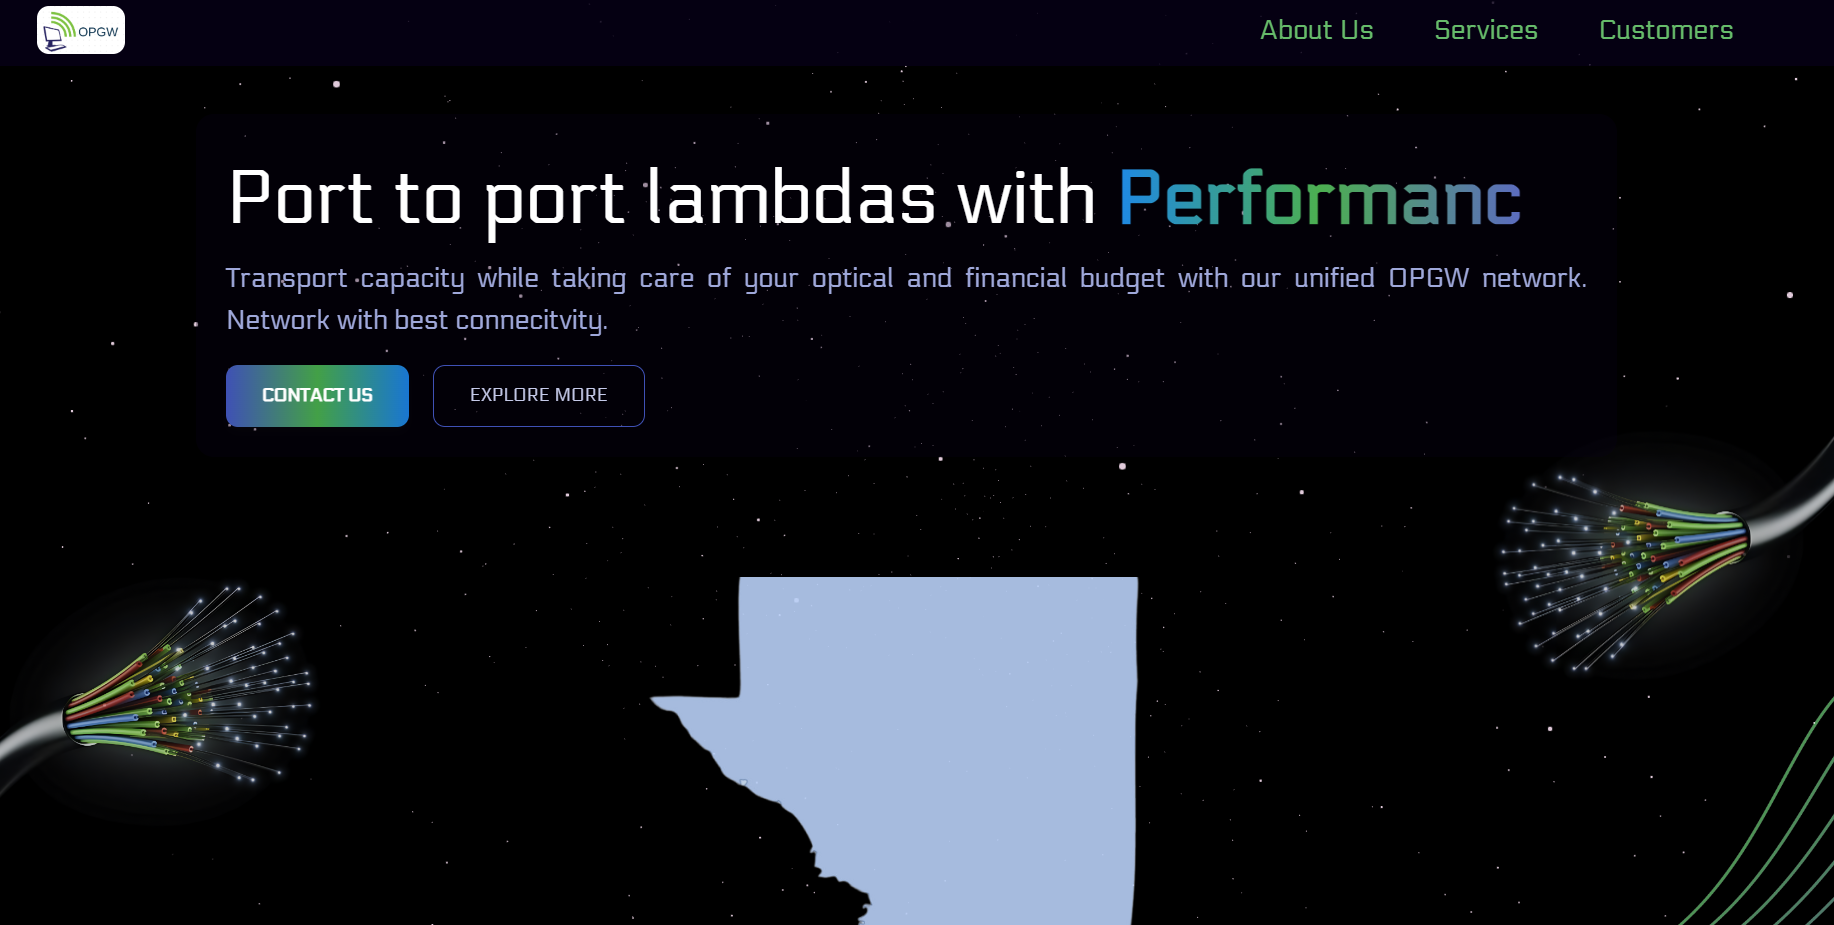 OPGW
About Us
Services
Customers
Port to port lambdas with Performanc
Transport capacity while taking care of your optical and financial budget with our unified OPGW network.
Network with best connecitvity.
CONTACT US
EXPLORE MORE